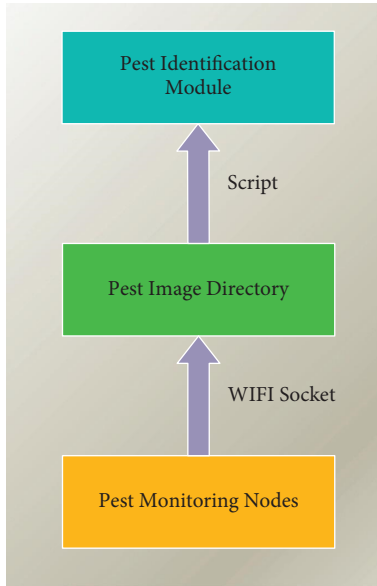 Pest Identification
Module
Script
Pest Image Directory
WIFI Socket
Pest Monitoring Nodes